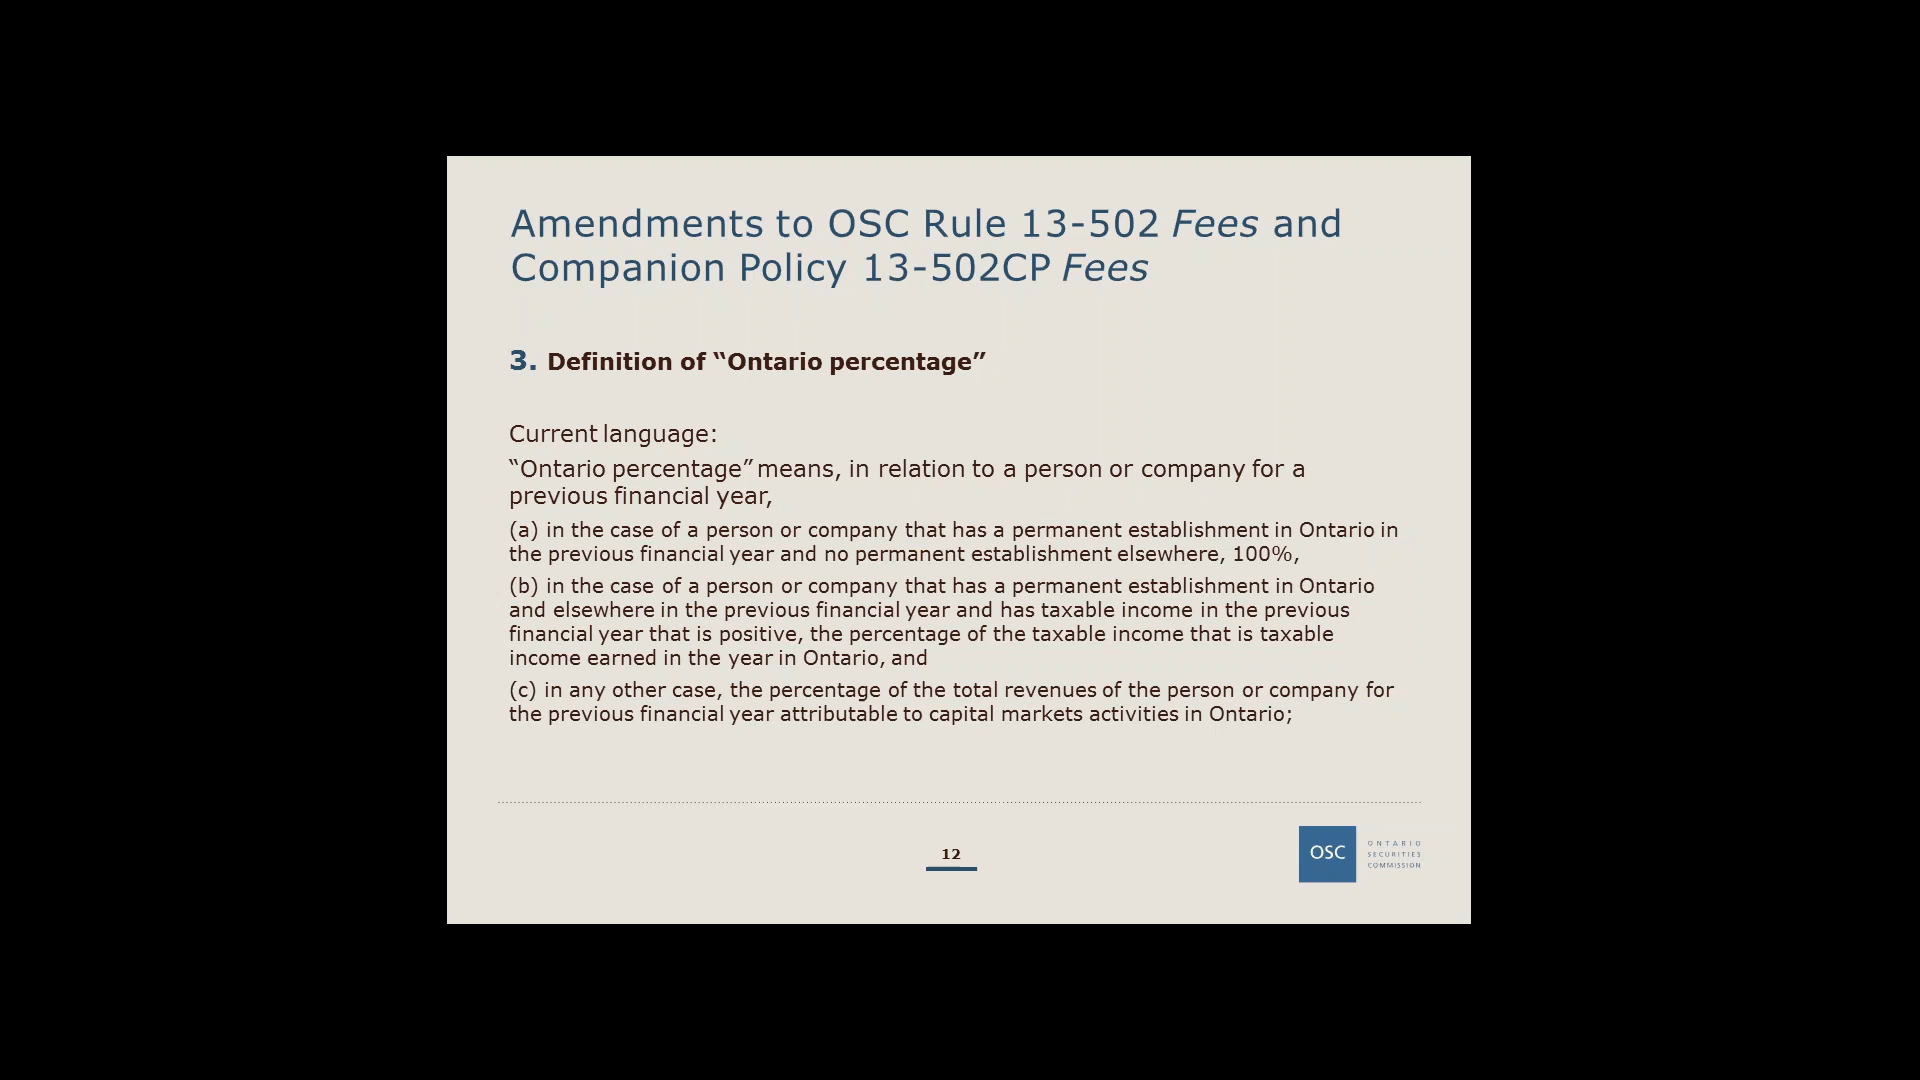 Amendments to OSC Rule 13-502 Fees and
Companion Policy 13-502CP Fees
3. Definition of “Ontario percentage”
Current language:
“Ontario percentage” means, in relation to a person or company for a
previous financial year,
(a) in the case of a person or company that has a permanent establishment in Ontario in
the previous financial year and no permanent establishment elsewhere, 100%,
(b) in the case of a person or company that has a permanent establishment in Ontario
and elsewhere in the previous financial year and has taxable income in the previous
financial year that is positive, the percentage of the taxable income that is taxable
income earned in the year in Ontario, and
(c) in any other case, the percentage of the total revenues of the person or company for
the previous financial year attributable to capital markets activities in Ontario;
12
OSC
ONTARIO
SECURITIES
COMMISSION